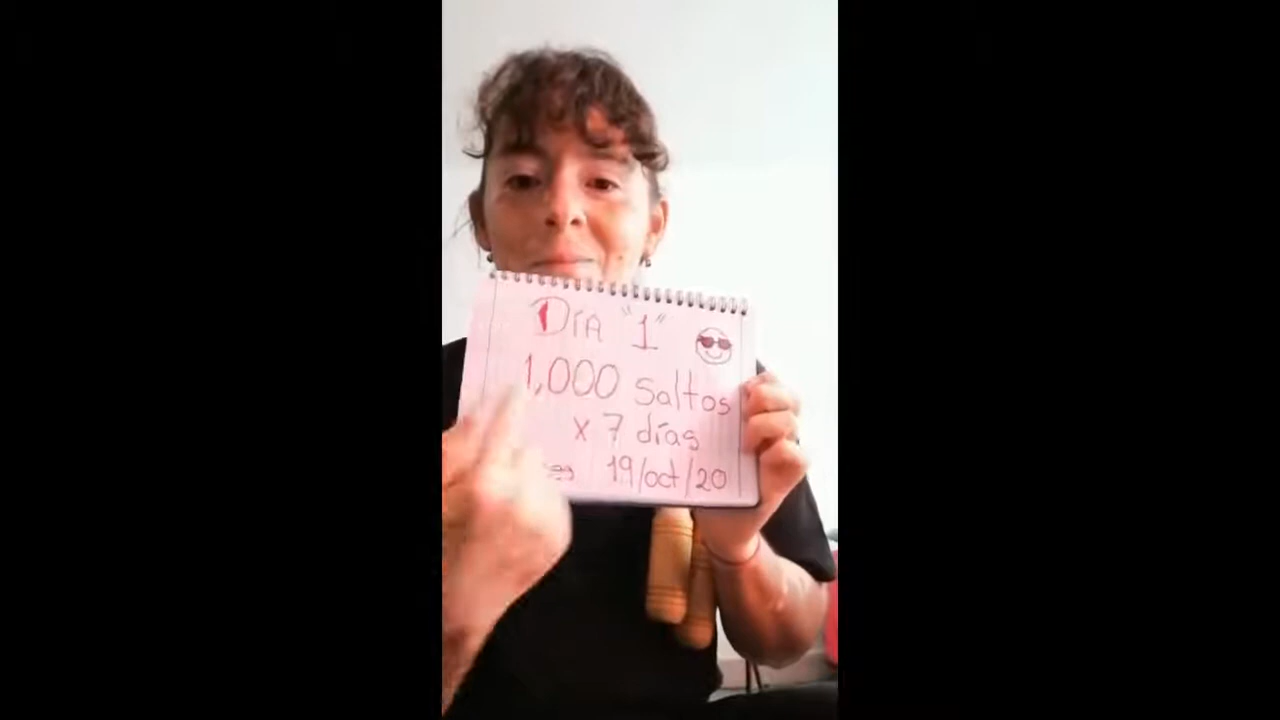 Día "1"
1,000 saltos
x 7 días
19/oct/20